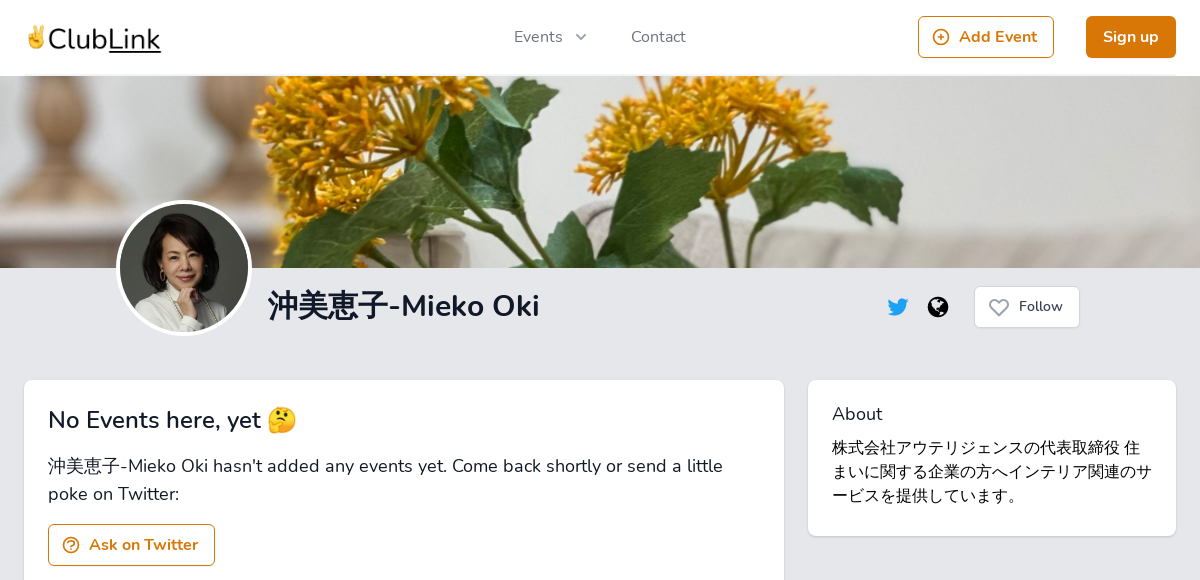 ✌️ClubLink
Events
Contact
Add Event
Sign up
沖美恵子-Mieko Oki
Follow
No Events here, yet 🤔
沖美恵子-Mieko Oki hasn't added any events yet. Come back shortly or send a little
poke on Twitter:
Ask on Twitter
About
株式会社アウテリジェンスの代表取締役 住
まいに関する企業の方へインテリア関連のサ
ービスを提供しています。